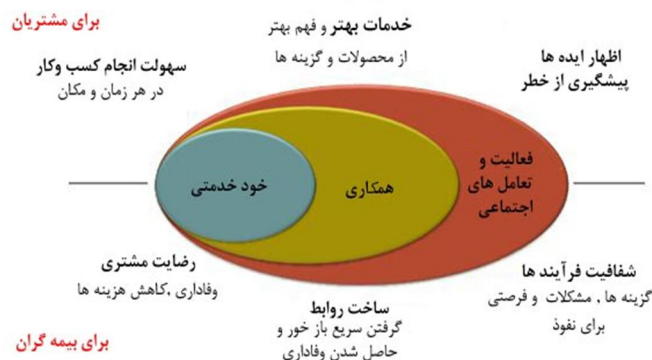 برای مشتریان
خدمات بهتر و فهم بهتر
از محصولات و گزینه ها
اظهار ایده ها
پیشگیری از خطر
سهولت انجام کسب وکار
در هر زمان و مکان
فعالیت و
تعامل های
اجتماعی
همکاری
خود خدمتی
رضایت مشتری
وفاداری ,کاهش هزینه ها
شفافیت فرآیند ها
گزینه ها , مشکلات و فرصتی
برای نفوذ
ساخت روابط
گرفتن سریع باز خور و
حاصل شدن وفاداری
برای بیمه گران